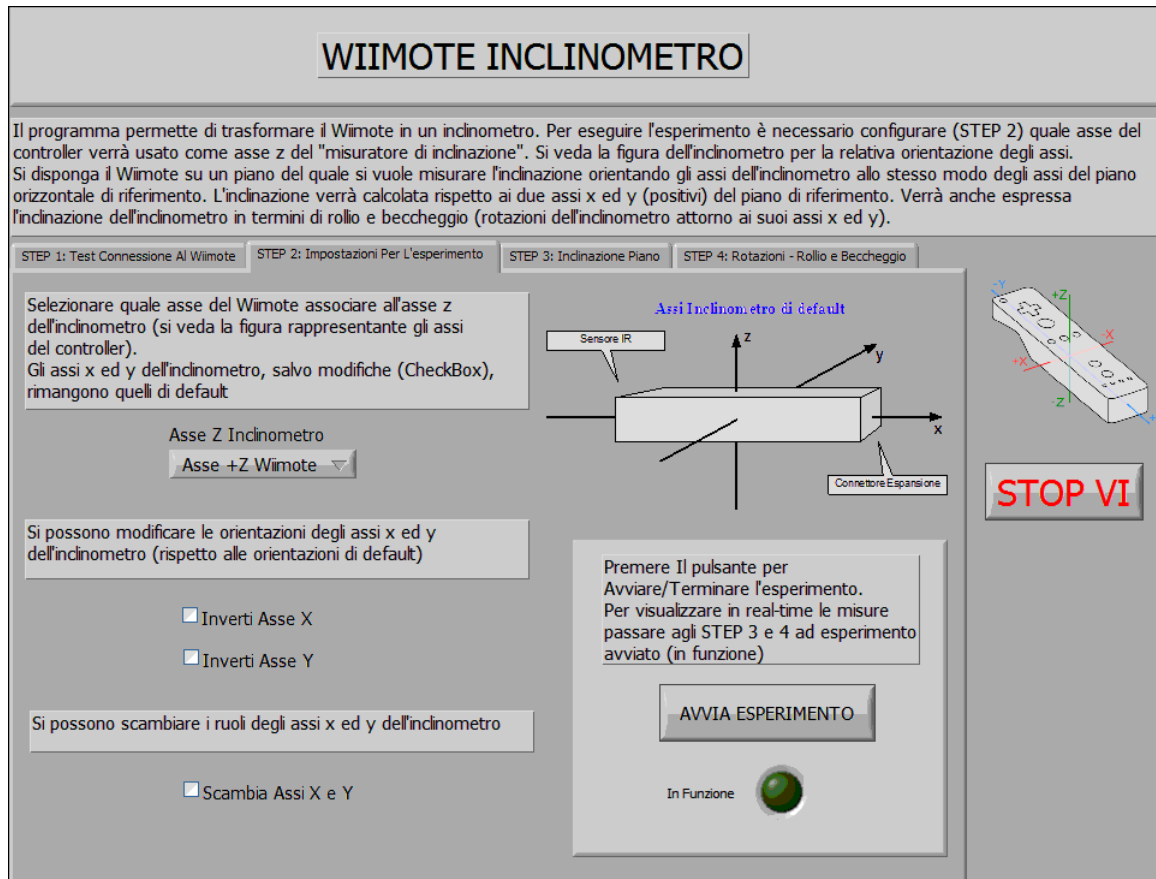 WIIMOTE INCLINOMETRO
Il programma permette di trasformare il Wiimote in un inclinometro. Per eseguire l'esperimento è necessario configurare (STEP 2) quale asse del
controller verrà usato come asse z del "misuratore di inclinazione". Si veda la figura dell'inclinometro per la relativa orientazione degli assi.
Si disponga il Wiimote su un piano del quale si vuole misurare l'inclinazione orientando gli assi dell'inclinometro allo stesso modo degli assi del piano
orizzontale di riferimento. L'inclinazione verrà calcolata rispetto ai due assi x ed y (positivi) del piano di riferimento. Verrà anche espressa
l'inclinazione dell'inclinometro in termini di rollio e beccheggio (rotazioni dell'inclinometro attorno ai suoi assi x ed y).
STEP 1: Test Connessione Al Wiimote
STEP 2: Impostazioni Per L'esperimento
STEP 3: Inclinazione Piano
STEP 4: Rotazioni - Rollio e Beccheggio
Selezionare quale asse del Wiimote associare all'asse z
dell'inclinometro (si veda la figura rappresentante gli assi
del controller).
Gli assi x ed y dell'inclinometro, salvo modifiche (CheckBox),
rimangono quelli di default
Asse Z Inclinometro
Asse +Z Wiimote
Si possono modificare le orientazioni degli assi x ed y
dell'inclinometro (rispetto alle orientazioni di default)
Inverti Asse X
Inverti Asse Y
Si possono scambiare i ruoli degli assi x ed y dell'inclinometro
Scambia Assi X e Y
Assi Inclinometro di default
Sensore IR
z
y
x
Connettore Espansione
Premere Il pulsante per
Avviare/Terminare l'esperimento.
Per visualizzare in real-time le misure
passare agli STEP 3 e 4 ad esperimento
avviato (in funzione)
AVVIA ESPERIMENTO
In Funzione
-Y
+Z
-X
+X
-Z
STOP VI